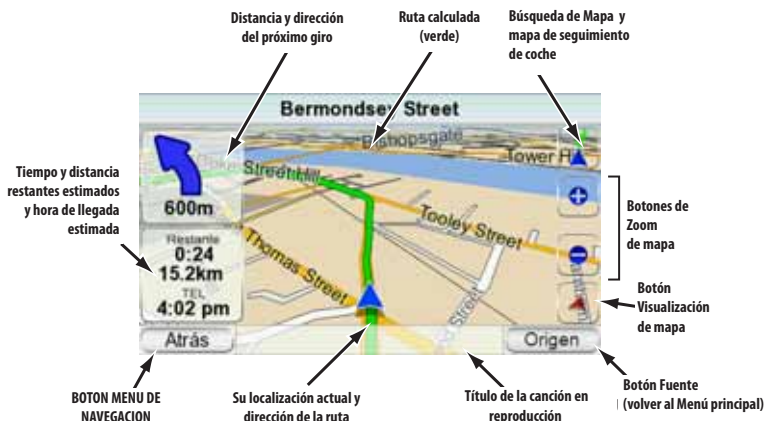 Distancia y dirección
del próximo giro
Ruta calculada
(verde)
Búsqueda de Mapa y
mapa de seguimiento
de coche
Bermondsey Street
Bishopsgate
Tower H
Street Hill
600m
Tooley Street
Thomas Street
Tiempo y distancia
restantes estimados
y hora de llegada
estimada
Restante
0:24
15.2km
TEL
4:02 pm
Botones de
Zoom
de mapa
Botón
Visualización
de mapa
Atrás
Origen
BOTON MENU DE
NAVEGACION
Su localización actual y
dirección de la ruta
Título de la canción en
reproducción
Botón Fuente
(volver al Menú principal)